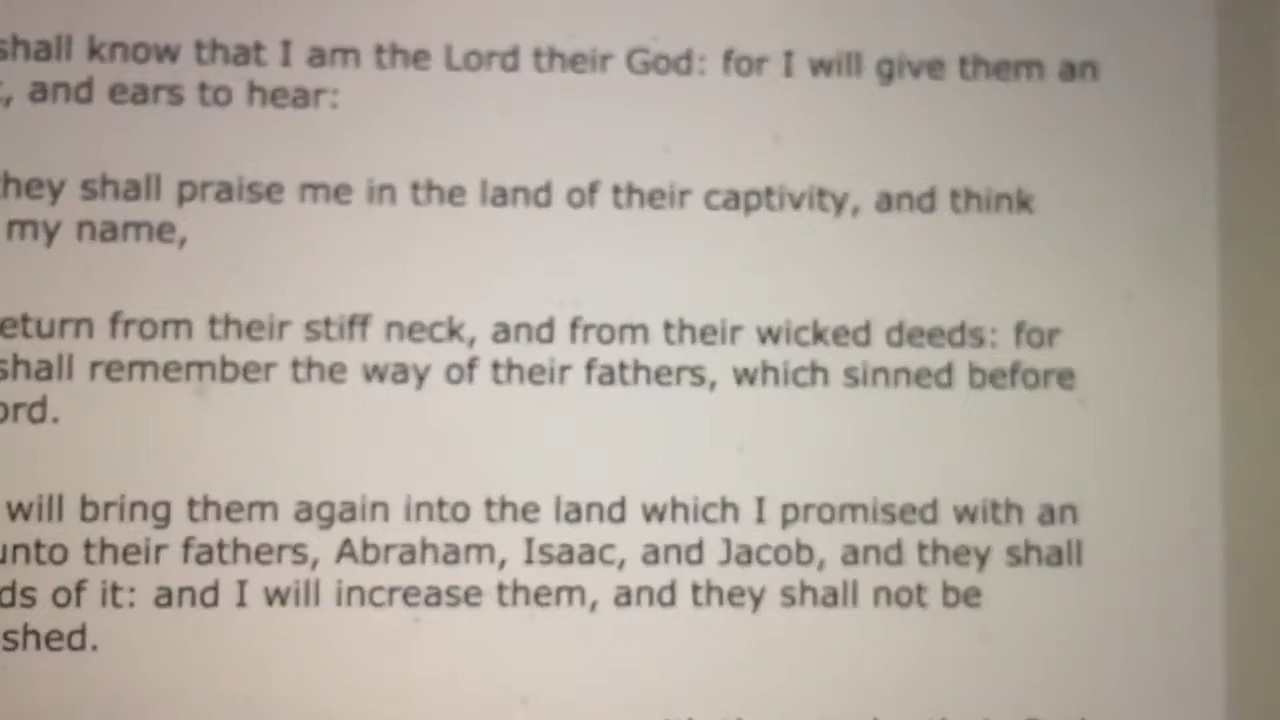 shall know that I am the Lord their God: for I will give them an
, and ears to hear:
they shall praise me in the land of their captivity, and think
my name,
eturn from their stiff neck, and from their wicked deeds: for
shall remember the way of their fathers, which sinned before
ord.
will bring them again into the land which I promised with an
unto their fathers, Abraham, Isaac, and Jacob, and they shall
ds of it: and I will increase them, and they shall not be
shed.